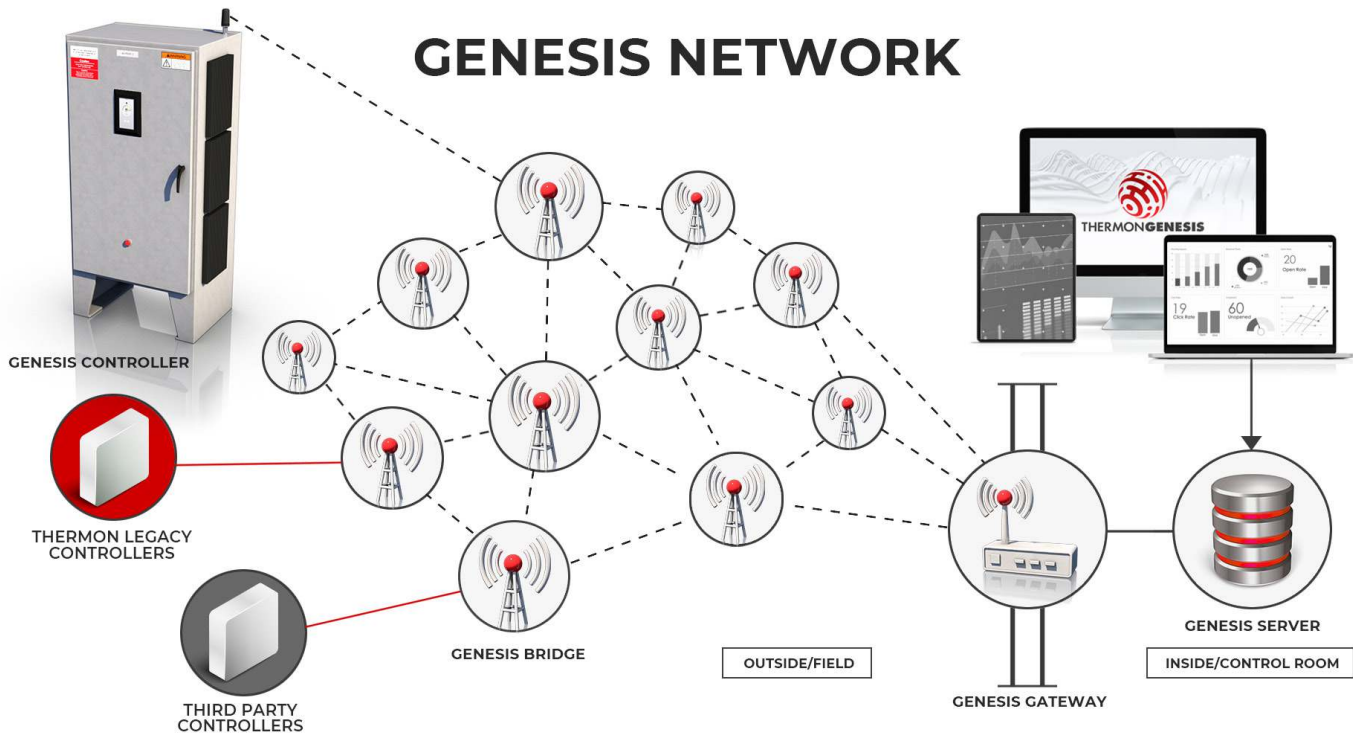 GENESIS NETWORK
THERMONGENESIS
20
Open Rate
19
Click Rate
60
Unopened
GENESIS CONTROLLER
THERMON LEGACY
CONTROLLERS
THIRD PARTY
CONTROLLERS
GENESIS BRIDGE
OUTSIDE/FIELD
GENESIS GATEWAY
GENESIS SERVER
INSIDE/CONTROL ROOM